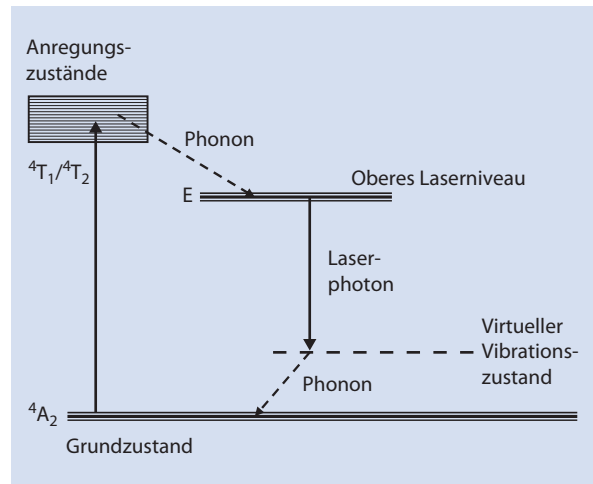 Anregungs-
zustände
Phonon
⁴T₁/⁴T₂
Oberes Laserniveau
E
Laser-
photon
Virtueller
Vibrations-
zustand
Phonon
⁴A₂
Grundzustand